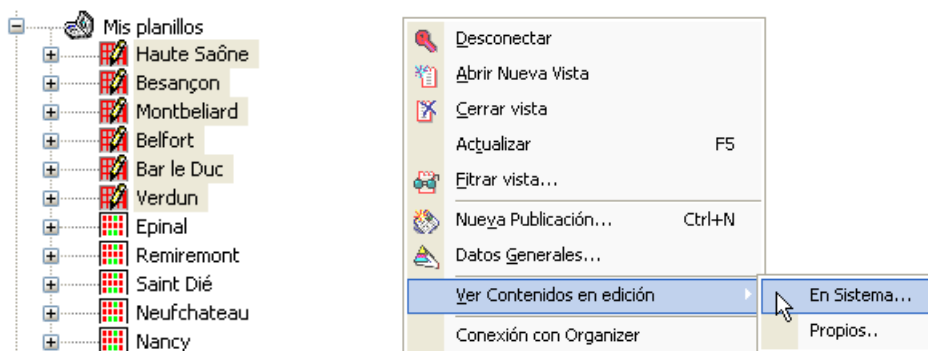 Mis planillos
Haute Saône
Besançon
Montbeliard
Belfort
Bar le Duc
Verdun
Epinal
Remiremont
Saint Dié
Neufchateau
Nancy
Desconectar
Abrir Nueva Vista
Cerrar vista
Actualizar F5
Fitrar vista...
Nueva Publicación... Ctrl+N
Datos Generales...
Ver Contenidos en edición
Conexión con Organizer
En Sistema...
Propios..